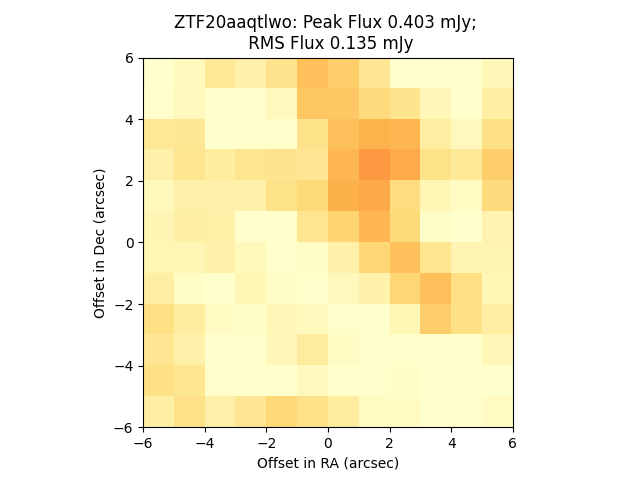 ZTF20aaqtlwo: Peak Flux 0.403 mJy;
RMS Flux 0.135 mJy
6
4
2
0
−2
−4
−6
Offset in Dec (arcsec)
−6 −4 −2 0 2 4 6
Offset in RA (arcsec)